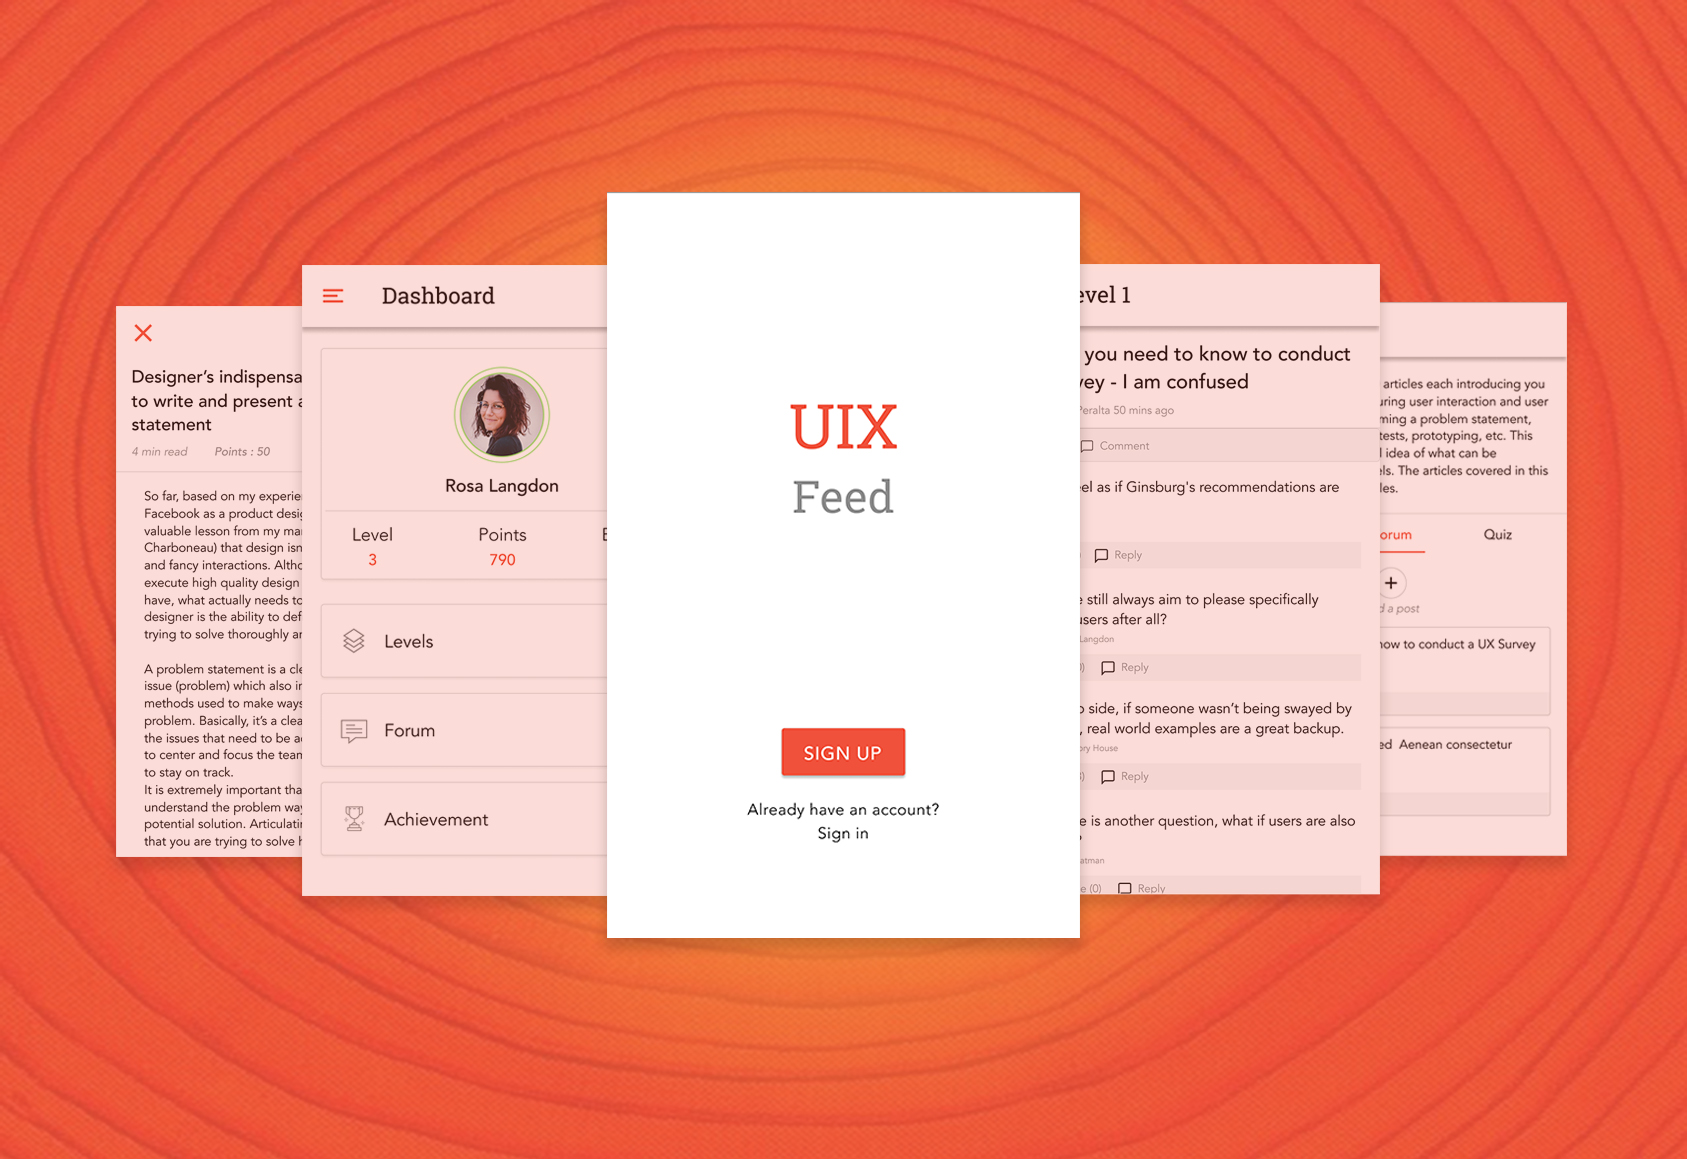 Designer's indispensa
to write and present a
statement
4 min read Points : 50
So far, based on my experie
Facebook as a product desig
valuable lesson from my ma
Charboneau) that design isn
and fancy interactions. Altho
execute high quality design
have, what actually needs to
designer is the ability to def
trying to solve thoroughly an
A problem statement is a cle
issue (problem) which also in
methods used to make ways
problem. Basically, it's a clea
the issues that need to be a
to center and focus the team
to stay on track.
It is extremely important tha
understand the problem way
potential solution. Articulatin
that you are trying to solve h
Dashboard
Rosa Langdon
Level Points
3 790
Levels
Forum
Achievement
UIX
Feed
SIGN UP
Already have an account?
Sign in
evel 1
you need to know to conduct
vey - I am confused
Peralta 50 mins ago
Comment
el as if Ginsburg's recommendations are
Reply
e still always aim to please specifically
users after all?
Langdon
Reply
o side, if someone wasn't being swayed by
, real world examples are a great backup.
ory House
Reply
e is another question, what if users are also
?
atman
e (0) Reply
articles each introducing you
uring user interaction and user
ming a problem statement,
tests, prototyping, etc. This
l idea of what can be
els. The articles covered in this
les.
orum Quiz
d a post
now to conduct a UX Survey
ed Aenean consectetur